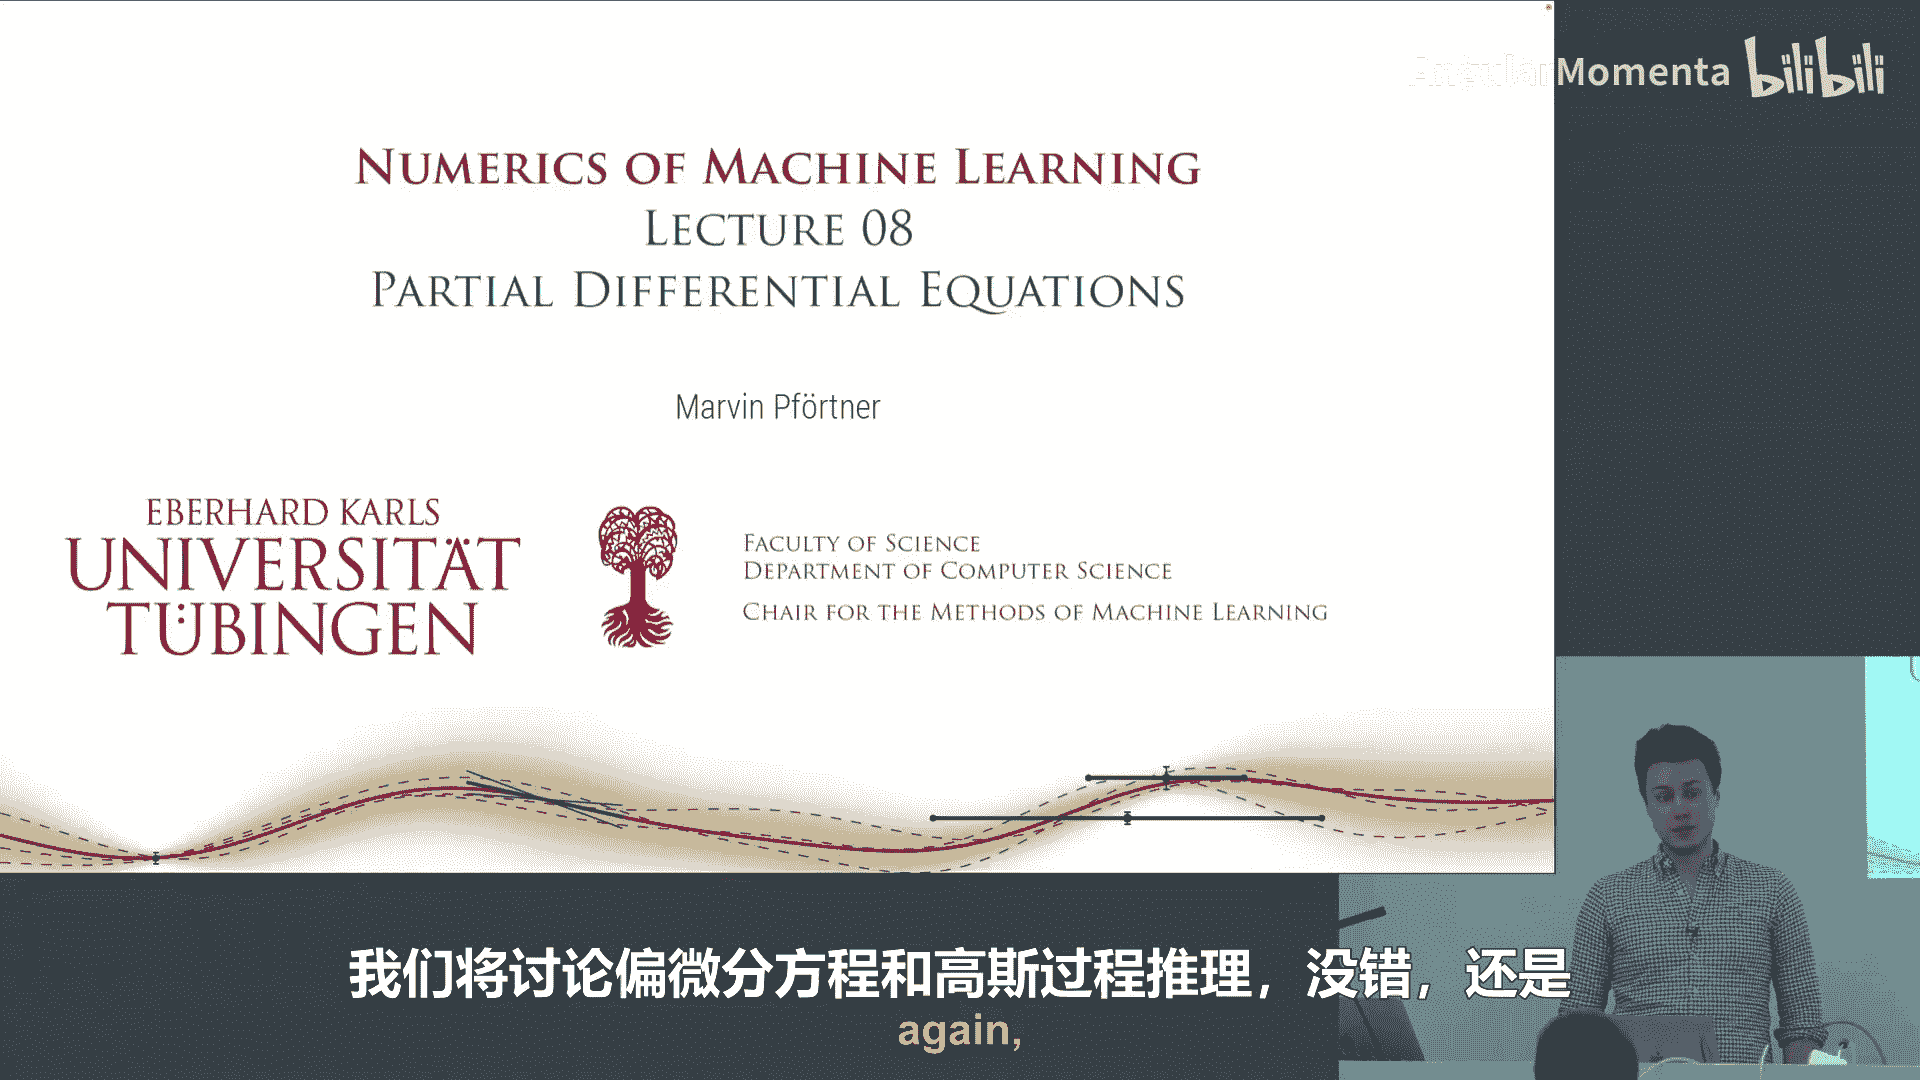 AngularMomenta bilibili
NUMERICS OF MACHINE LEARNING
LECTURE 08
PARTIAL DIFFERENTIAL EQUATIONS
Marvin Pförtner
EBERHARD KARLS
UNIVERSITÄT
TÜBINGEN
FACULTY OF SCIENCE
DEPARTMENT OF COMPUTER SCIENCE
CHAIR FOR THE METHODS OF MACHINE LEARNING
我们将讨论偏微分方程和高斯过程推理，没错，还是
again,